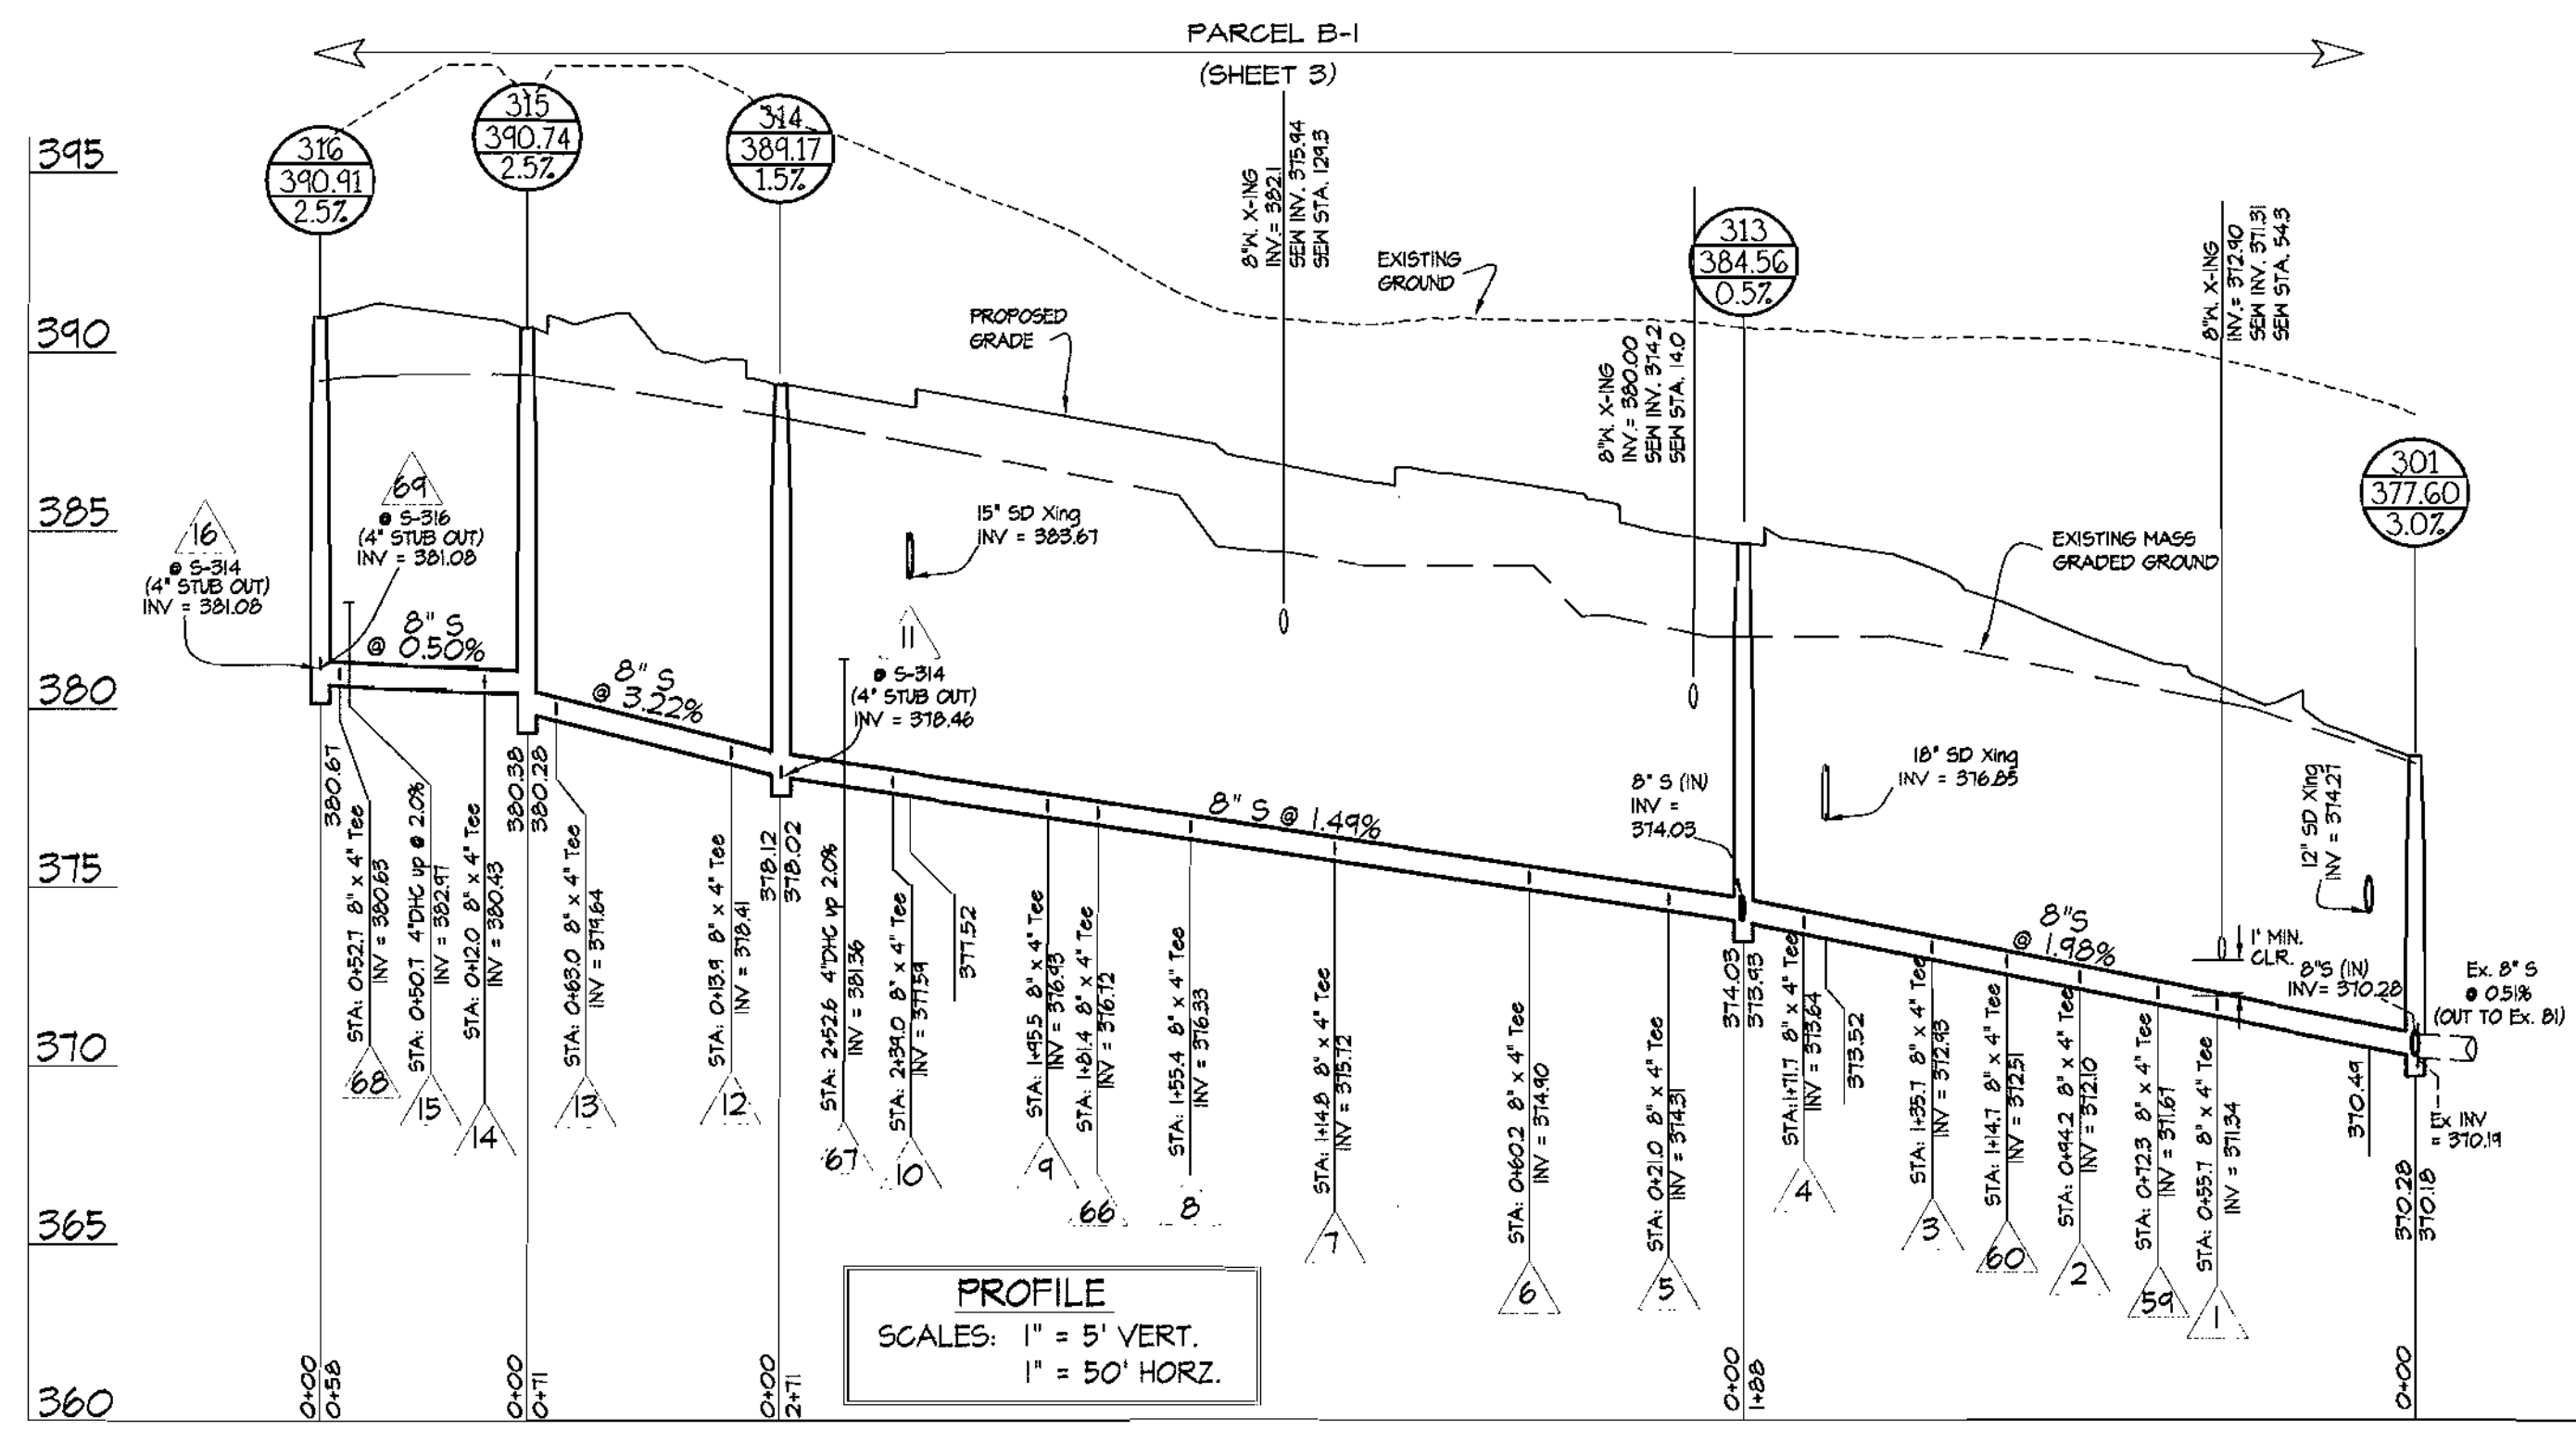 PARCEL B-1
(SHEET 3)
316
390.91
2.5%
315
390.74
2.5%
314
389.17
1.5%
313
384.56
0.5%
301
377.60
3.0%
395
390
385
380
375
370
365
360
8"W. X-ING
INV.= 382.1
SEW INV. 375.94
SEW STA. 129.3
EXISTING
GROUND
PROPOSED
GRADE
8"W. X-ING
INV.= 380.00
SEW INV. 374.2
SEW STA. 14.0
8"W. X-ING
INV.= 372.90
SEW INV. 371.31
SEW STA. 54.3
16
@ S-314
(4" STUB OUT)
INV = 381.08
69
@ S-316
(4" STUB OUT)
INV = 381.08
15" SD Xing
INV = 383.67
11
@ S-314
(4" STUB OUT)
INV = 378.46
EXISTING MASS
GRADED GROUND
8" S
@ 0.50%
8" S
@ 3.22%
8" S @ 1.49%
8"S
@ 1.98%
8" S (IN)
INV =
374.03
18" SD Xing
INV = 376.85
12" SD Xing
INV = 374.27
1' MIN.
CLR.
8"S (IN)
INV= 370.28
Ex. 8" S
@ 0.51%
(OUT TO Ex. 81)
Ex INV
= 370.19
380.67
STA: 0+52.7 8" x 4" Tee
INV = 380.63
68
STA: 0+50.7 4"DHC up @ 2.0%
INV = 382.97
15
STA: 0+12.0 8" x 4" Tee
INV = 380.43
14
380.38
380.28
STA: 0+63.0 8" x 4" Tee
INV = 379.64
13
STA: 0+13.9 8" x 4" Tee
INV = 378.41
12
378.12
378.02
STA: 2+52.6 4"DHC up 2.0%
INV = 381.36
67
STA: 2+39.0 8" x 4" Tee
INV = 377.59
10
377.52
STA: 1+95.5 8" x 4" Tee
INV = 376.93
9
STA: 1+81.4 8" x 4" Tee
INV = 376.72
66
STA: 1+55.4 8" x 4" Tee
INV = 376.33
8
STA: 1+14.8 8" x 4" Tee
INV = 375.72
7
STA: 0+60.2 8" x 4" Tee
INV = 374.90
6
STA: 0+21.0 8" x 4" Tee
INV = 374.31
5
374.03
373.93
STA: 1+71.7 8" x 4" Tee
INV = 373.64
4
373.52
STA: 1+35.7 8" x 4" Tee
INV = 372.93
3
STA: 1+14.7 8" x 4" Tee
INV = 372.51
60
STA: 0+94.2 8" x 4" Tee
INV = 372.10
2
STA: 0+72.3 8" x 4" Tee
INV = 371.67
59
STA: 0+55.7 8" x 4" Tee
INV = 371.34
1
370.49
370.28
370.18
PROFILE
SCALES: 1" = 5' VERT.
1" = 50' HORZ.
0+00
0+58
0+00
0+71
0+00
2+71
0+00
1+88
0+00